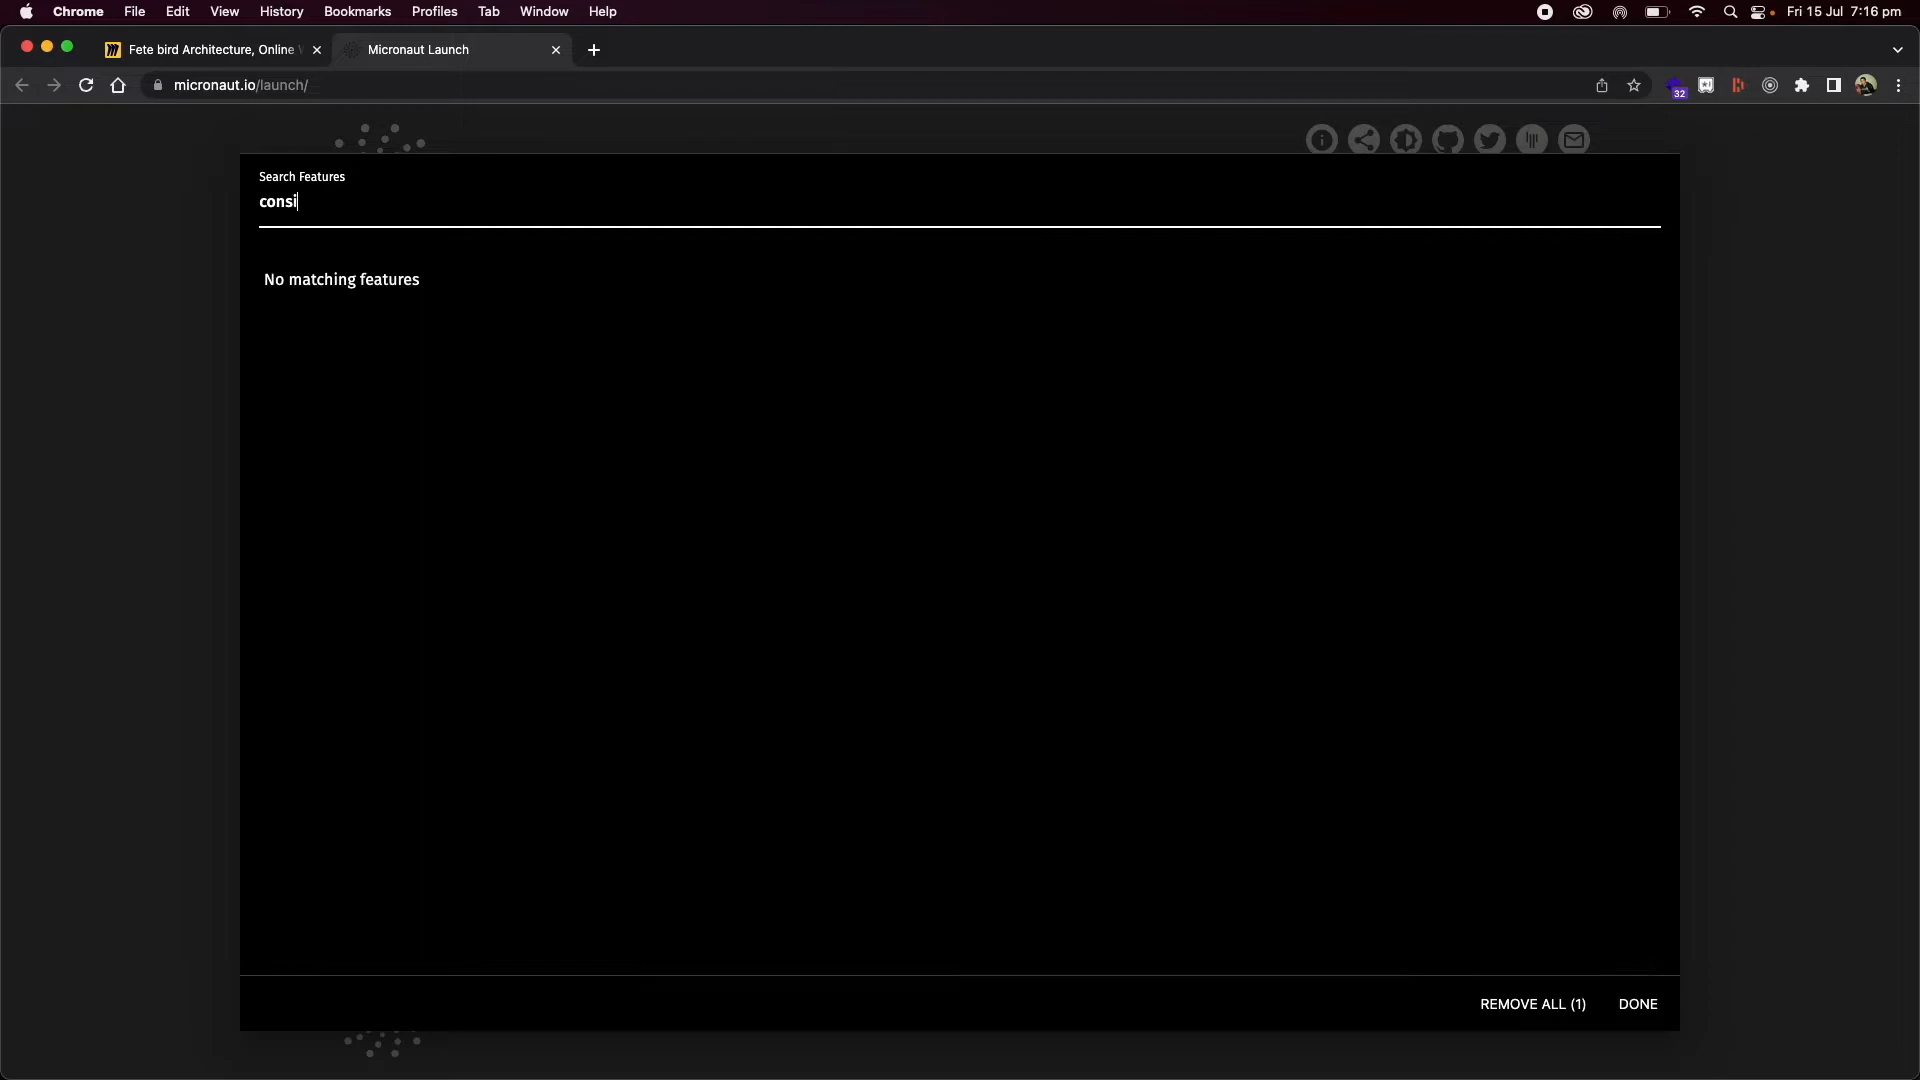 Chrome File Edit View History Bookmarks Profiles Tab Window Help Fri 15 Jul 7:16 pm
Fete bird Architecture, Online Micronaut Launch
micronaut.io/launch/ 32
Search Features
consi
No matching features
REMOVE ALL (1) DONE